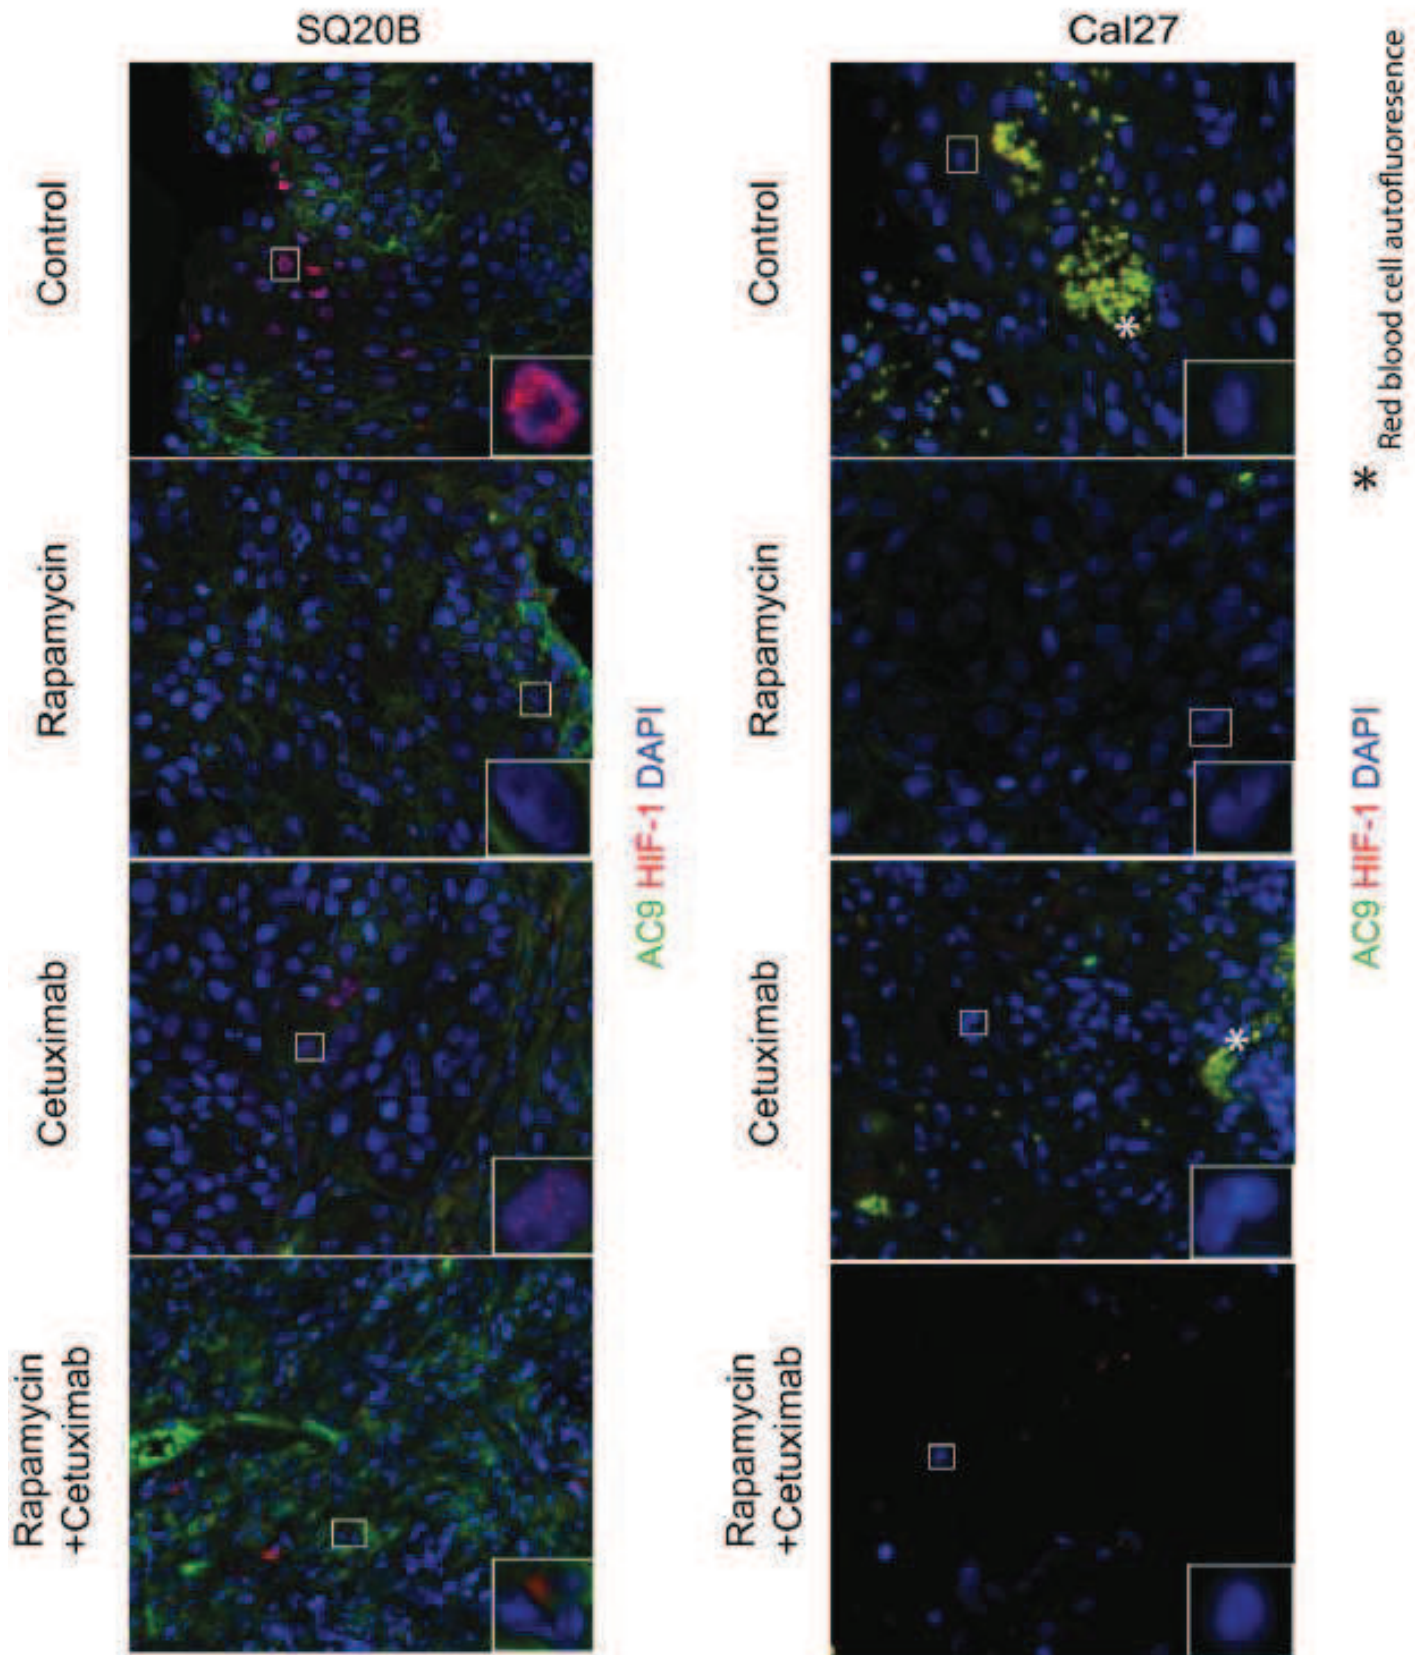 SQ20B
Control
Rapamycin
Cetuximab
Rapamycin
+Cetuximab
AC9 HIF-1 DAPI
Cal27
Control
Rapamycin
Cetuximab
Rapamycin
+Cetuximab
*
*
AC9 HIF-1 DAPI
* Red blood cell autofluoresence